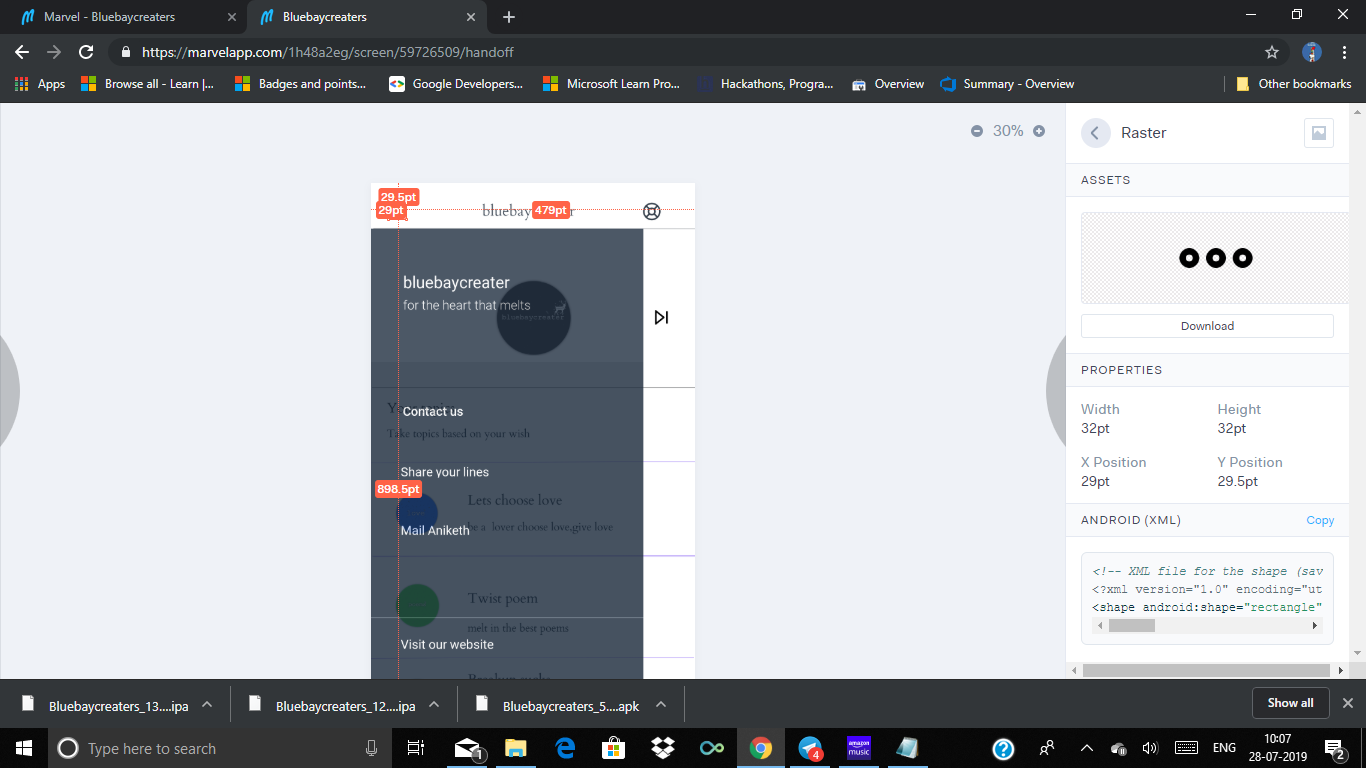 Marvel - Bluebaycreaters
Bluebaycreaters
https://marvelapp.com/1h48a2eg/screen/59726509/handoff
Apps
Browse all - Learn |...
Badges and points...
Google Developers...
Microsoft Learn Pro...
Hackathons, Progra...
Overview
Summary - Overview
Other bookmarks
30%
Raster
ASSETS
Download
PROPERTIES
Width
Height
32pt
32pt
X Position
Y Position
29pt
29.5pt
ANDROID (XML)
Copy
<!-- XML file for the shape (sav
<?xml version="1.0" encoding="ut
<shape android:shape="rectangle"
29.5pt
29pt
479pt
bluebaycreater
for the heart that melts
bluebaycreater
Contact us
Take topics based on your wish
Share your lines
898.5pt
Lets choose love
be a lover choose love,give love
Mail Aniketh
Twist poem
melt in the best poems
Visit our website
Bluebaycreaters_13....ipa
Bluebaycreaters_12....ipa
Bluebaycreaters_5....apk
Show all
Type here to search
1
4
amazon
music
ENG
10:07
28-07-2019
2